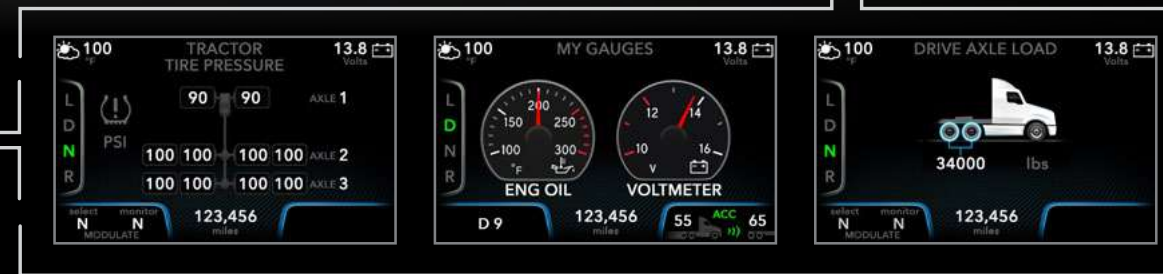 100
°F
TRACTOR
TIRE PRESSURE
13.8
Volts
L
D
N
R
PSI
90 90 AXLE 1
100 100 100 100 AXLE 2
100 100 100 100 AXLE 3
select monitor
N N
MODULATE
123,456
miles
100
°F
MY GAUGES
13.8
Volts
L
D
N
R
100 150 200 250 300
°F
ENG OIL
10 12 14 16
V
VOLTMETER
D 9
123,456
miles
55 ACC 65
100
°F
DRIVE AXLE LOAD
13.8
Volts
L
D
N
R
34000 lbs
select monitor
N N
MODULATE
123,456
miles